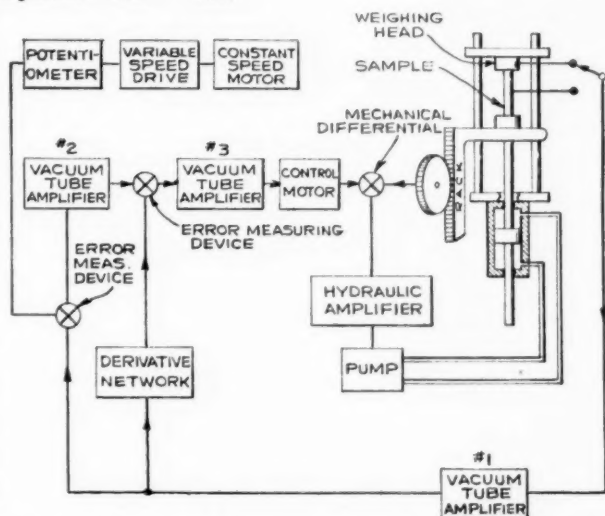 WEIGHING
HEAD
SAMPLE
MECHANICAL
DIFFERENTIAL
POTENTI-
OMETER
VARIABLE
SPEED
DRIVE
CONSTANT
SPEED
MOTOR
#2
VACUUM
TUBE
AMPLIFIER
#3
VACUUM
TUBE
AMPLIFIER
CONTROL
MOTOR
ERROR MEASURING
DEVICE
ERROR
MEAS.
DEVICE
HYDRAULIC
AMPLIFIER
DERIVATIVE
NETWORK
PUMP
#1
VACUUM
TUBE
AMPLIFIER